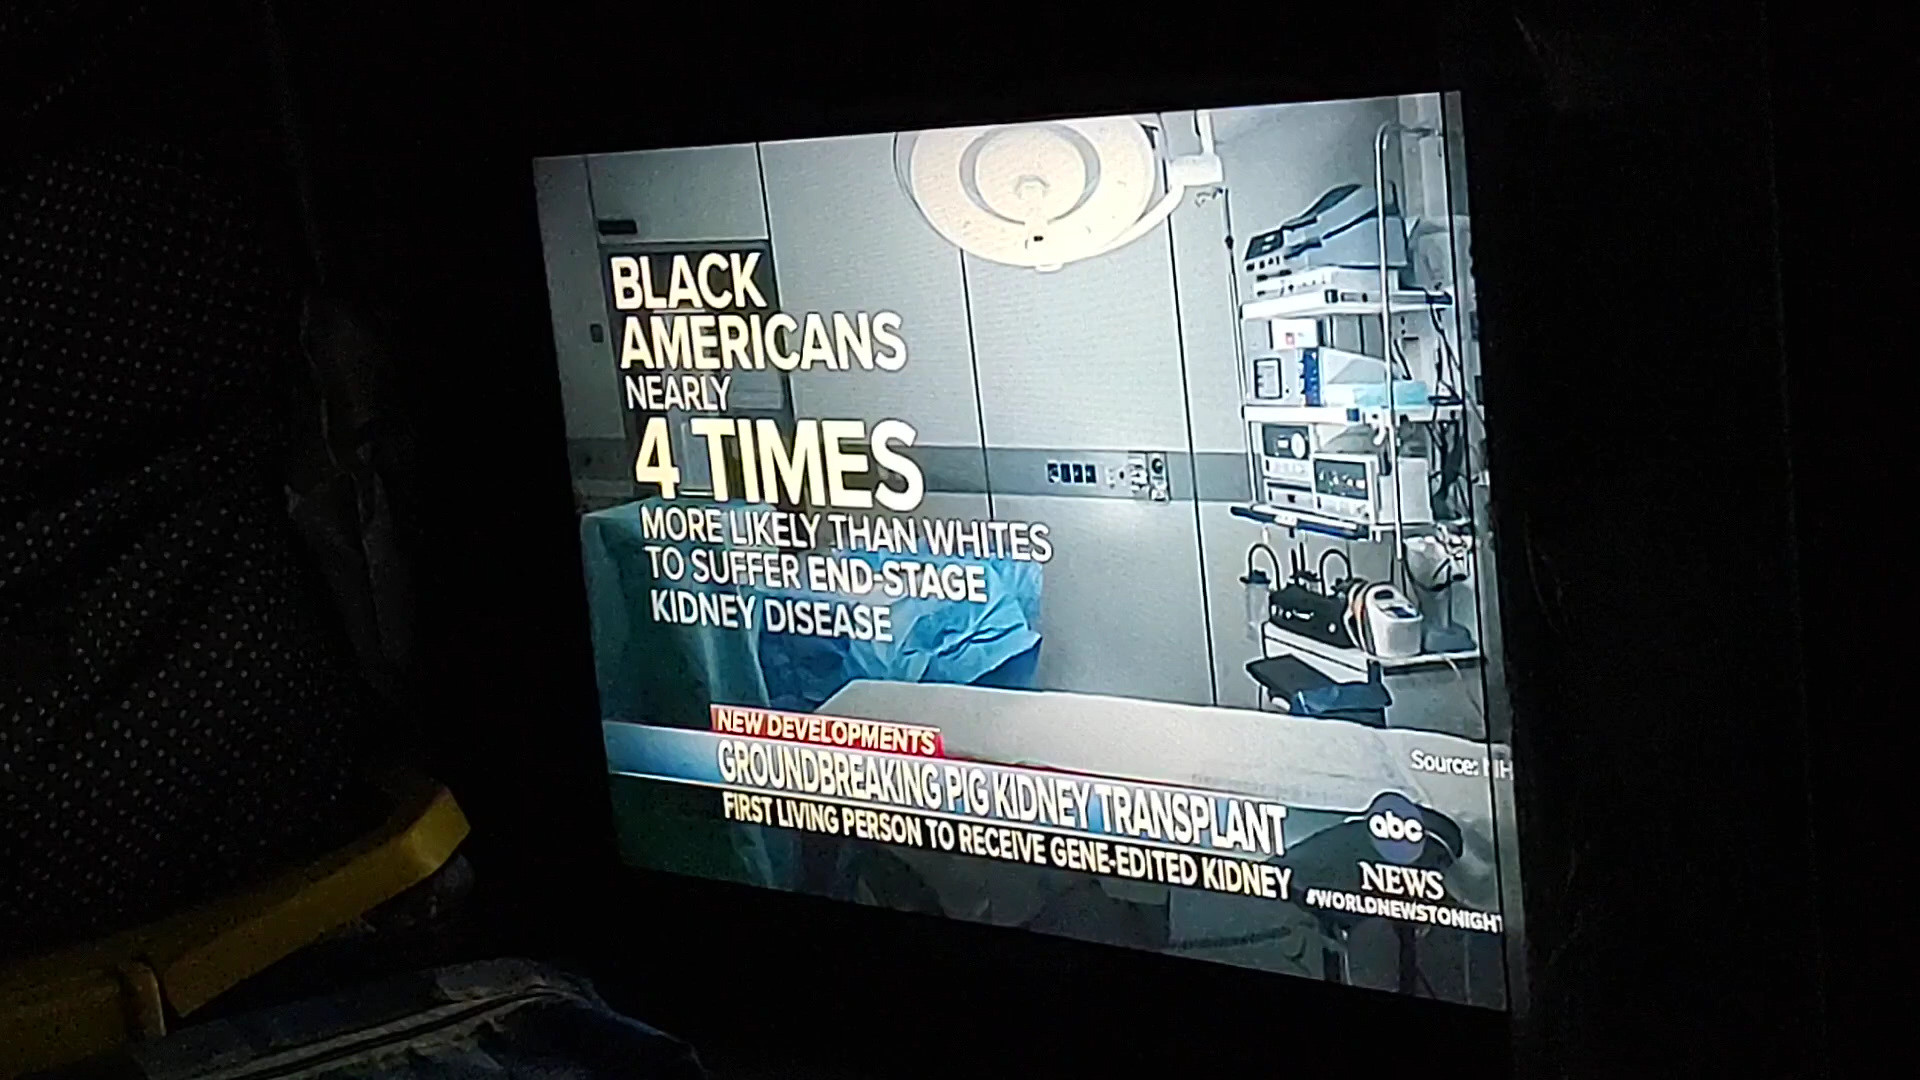 BLACK
AMERICANS
NEARLY
4 TIMES
MORE LIKELY THAN WHITES
TO SUFFER END-STAGE
KIDNEY DISEASE
Source:
NEW DEVELOPMENTS
GROUNDBREAKING PIG KIDNEY TRANSPLANT
FIRST LIVING PERSON TO RECEIVE GENE-EDITED KIDNEY
abc
NEWS
#WORLDNEWSTONIGHT